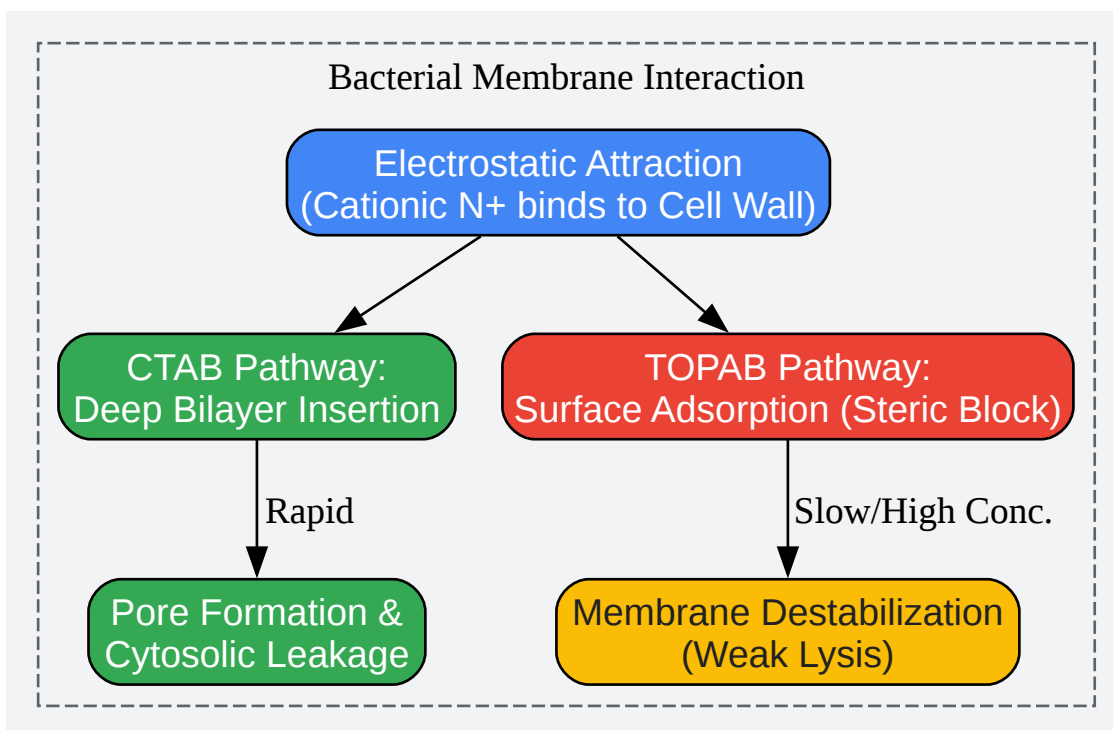 Bacterial Membrane Interaction
Electrostatic Attraction
(Cationic N+ binds to Cell Wall)
CTAB Pathway:
Deep Bilayer Insertion
TOPAB Pathway:
Surface Adsorption (Steric Block)
Rapid
Slow/High Conc.
Pore Formation &
Cytosolic Leakage
Membrane Destabilization
(Weak Lysis)